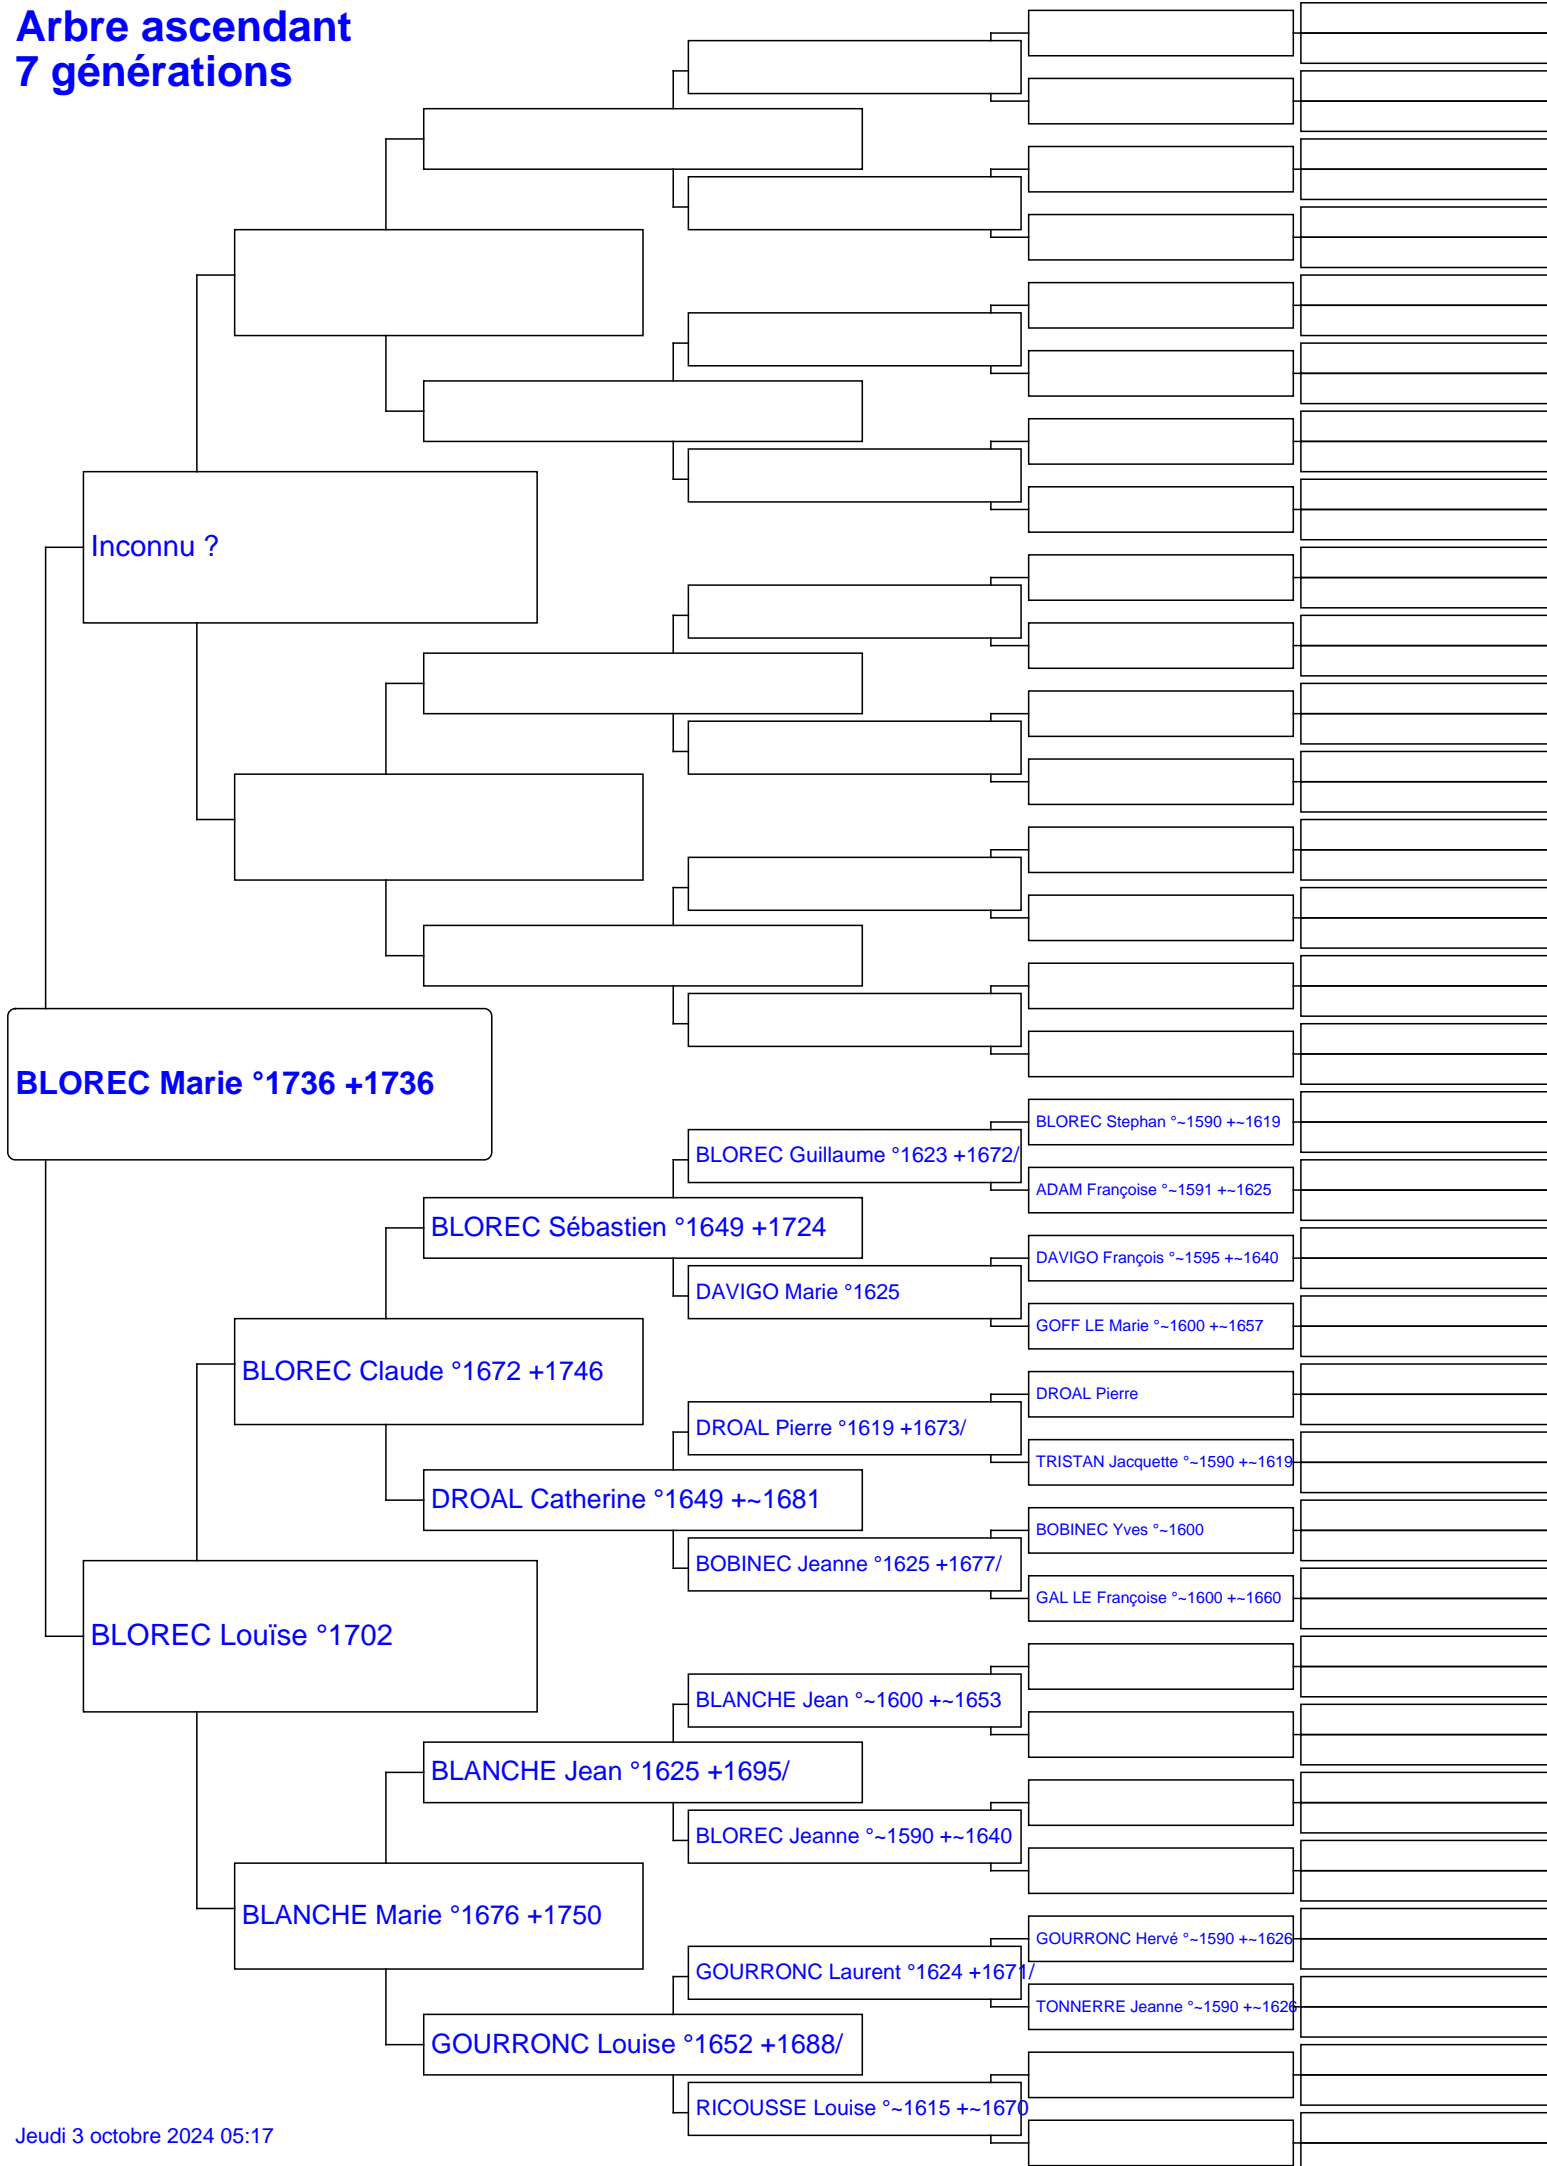 Arbre ascendant
7 générations
Inconnu ?
BLOREC Marie °1736 +1736
BLOREC Stephan °~1590 +~1619
BLOREC Guillaume °1623 +1672/
ADAM Françoise °~1591 +~1625
BLOREC Sébastien °1649 +1724
DAVIGO François °~1595 +~1640
DAVIGO Marie °1625
GOFF LE Marie °~1600 +~1657
BLOREC Claude °1672 +1746
DROAL Pierre
DROAL Pierre °1619 +1673/
TRISTAN Jacquette °~1590 +~1619
DROAL Catherine °1649 +~1681
BOBINEC Yves °~1600
BOBINEC Jeanne °1625 +1677/
GAL LE Françoise °~1600 +~1660
BLOREC Louïse °1702
BLANCHE Jean °~1600 +~1653
BLANCHE Jean °1625 +1695/
BLOREC Jeanne °~1590 +~1640
BLANCHE Marie °1676 +1750
GOURRONC Hervé °~1590 +~1626
GOURRONC Laurent °1624 +1671/
TONNERRE Jeanne °~1590 +~1626
GOURRONC Louise °1652 +1688/
RICOUSSE Louise °~1615 +~1670
Jeudi 3 octobre 2024 05:17